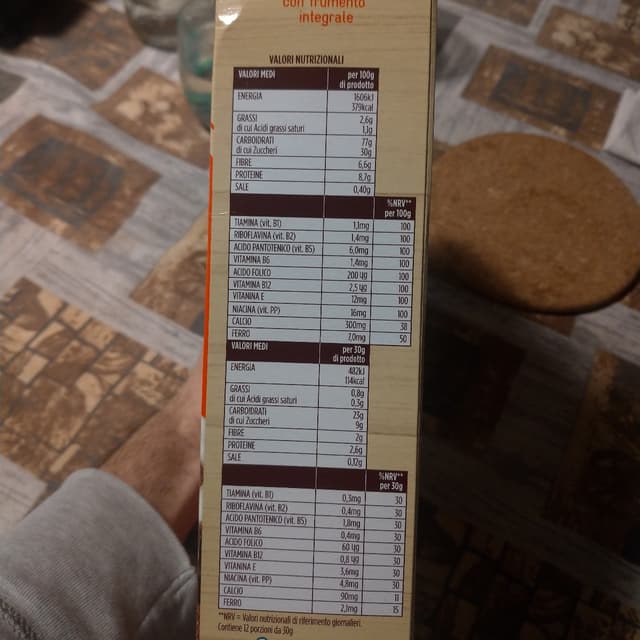 con frumento
integrale
VALORI NUTRIZIONALI
VALORI MEDI per 100g
di prodotto
ENERGIA 1606kJ
379kcal
GRASSI 2,6g
di cui Acidi grassi saturi 1,1g
CARBOIDRATI 77g
di cui Zuccheri 30g
FIBRE 6,6g
PROTEINE 8,7g
SALE 0,40g
%NRV**
per 100g
TIAMINA (vit. B1) 1,1mg 100
RIBOFLAVINA (vit. B2) 1,4mg 100
ACIDO PANTOTENICO (vit. B5) 6,0mg 100
VITAMINA B6 1,4mg 100
ACIDO FOLICO 200 µg 100
VITAMINA B12 2,5 µg 100
VITAMINA E 12mg 100
NIACINA (vit. PP) 16mg 100
CALCIO 300mg 38
FERRO 7,0mg 50
VALORI MEDI per 30g
di prodotto
ENERGIA 482kJ
114kcal
GRASSI 0,8g
di cui Acidi grassi saturi 0,3g
CARBOIDRATI 23g
di cui Zuccheri 9g
FIBRE 2g
PROTEINE 2,6g
SALE 0,12g
%NRV**
per 30g
TIAMINA (vit. B1) 0,3mg 30
RIBOFLAVINA (vit. B2) 0,4mg 30
ACIDO PANTOTENICO (vit. B5) 1,8mg 30
VITAMINA B6 0,4mg 30
ACIDO FOLICO 60 µg 30
VITAMINA B12 0,8 µg 30
VITAMINA E 3,6mg 30
NIACINA (vit. PP) 4,8mg 30
CALCIO 90mg 11
FERRO 2,1mg 15
**NRV = Valori nutrizionali di riferimento giornalieri.
Contiene 12 porzioni da 30g